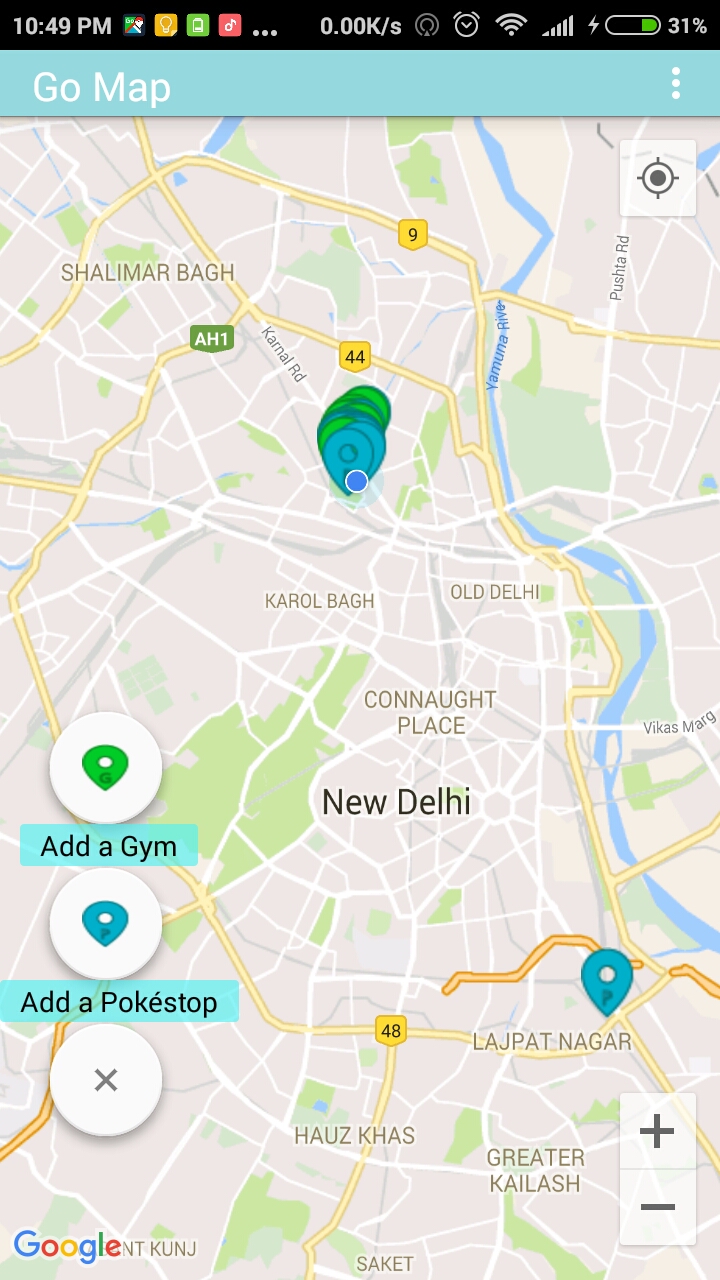 10:49 PM ... 0.00K/s 31%
Go Map
9
Pushta Rd
SHALIMAR BAGH
AH1
Karnal Rd
44
Yamuna River
KAROL BAGH
OLD DELHI
CONNAUGHT
PLACE
Vikas Marg
New Delhi
G
Add a Gym
P
Add a Pokéstop
P
48
LAJPAT NAGAR
HAUZ KHAS
GREATER
KAILASH
Google
NT KUNJ
SAKET